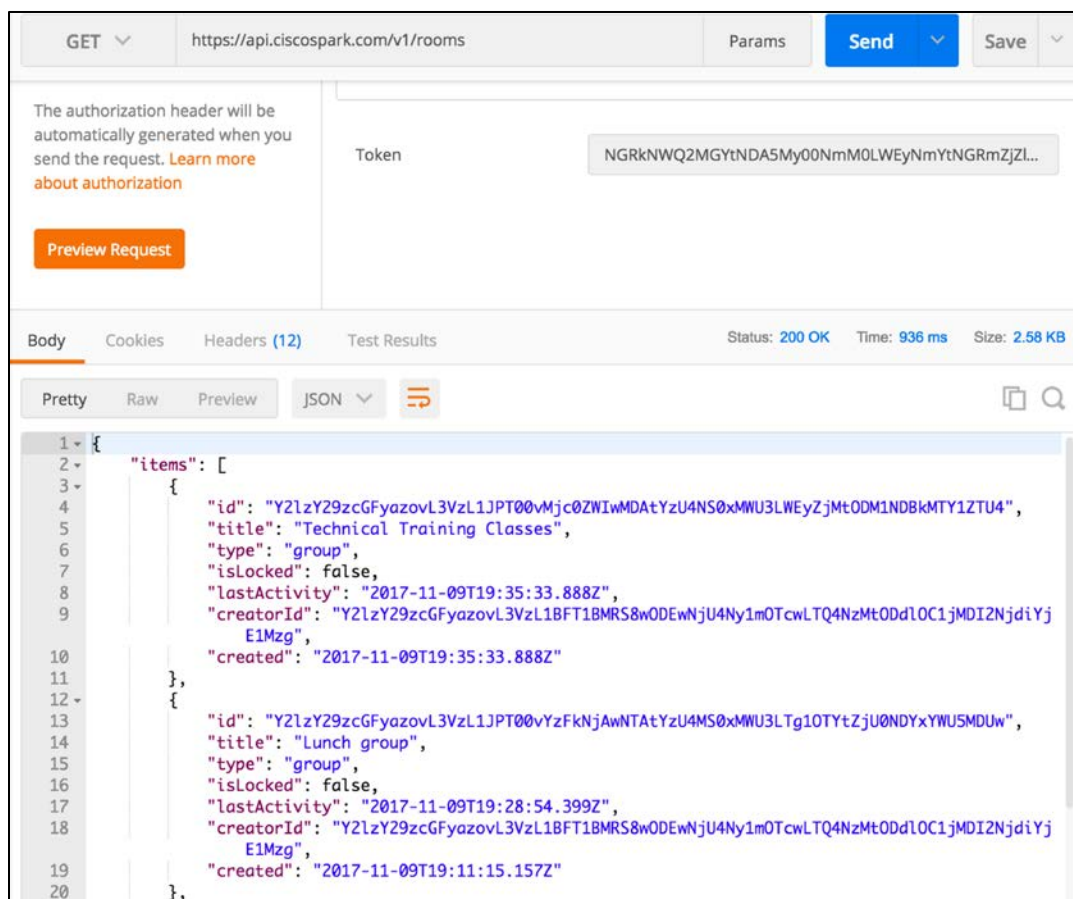 GET https://api.ciscospark.com/v1/rooms Params Send Save
The authorization header will be
automatically generated when you
send the request. Learn more
about authorization
Token NGRkNWQ2MGYtNDA5My00NmM0LWEyNmYtNGRmZjZl...
Preview Request
Body Cookies Headers (12) Test Results Status: 200 OK Time: 936 ms Size: 2.58 KB
Pretty Raw Preview JSON
1 {
2 "items": [
3 {
4 "id": "Y2lzY29zcGFyazovL3VzL1JPT00vMjc0ZWIwMDAtYzU4NS0xMWU3LWEyZjMtODM1NDBkMTY1ZTU4",
5 "title": "Technical Training Classes",
6 "type": "group",
7 "isLocked": false,
8 "lastActivity": "2017-11-09T19:35:33.888Z",
9 "creatorId": "Y2lzY29zcGFyazovL3VzL1BFT1BMRS8wODEwNjU4Ny1mOTcwLTQ4NzMtODdlOC1jMDI2NjdiYj
E1Mzg",
10 "created": "2017-11-09T19:35:33.888Z"
11 },
12 {
13 "id": "Y2lzY29zcGFyazovL3VzL1JPT00vYzFkNjAwNTAtYzU4MS0xMWU3LTg1OTYtZjU0NDYxYWU5MDUw",
14 "title": "Lunch group",
15 "type": "group",
16 "isLocked": false,
17 "lastActivity": "2017-11-09T19:28:54.399Z",
18 "creatorId": "Y2lzY29zcGFyazovL3VzL1BFT1BMRS8wODEwNjU4Ny1mOTcwLTQ4NzMtODdlOC1jMDI2NjdiYj
E1Mzg",
19 "created": "2017-11-09T19:11:15.157Z"
20 },